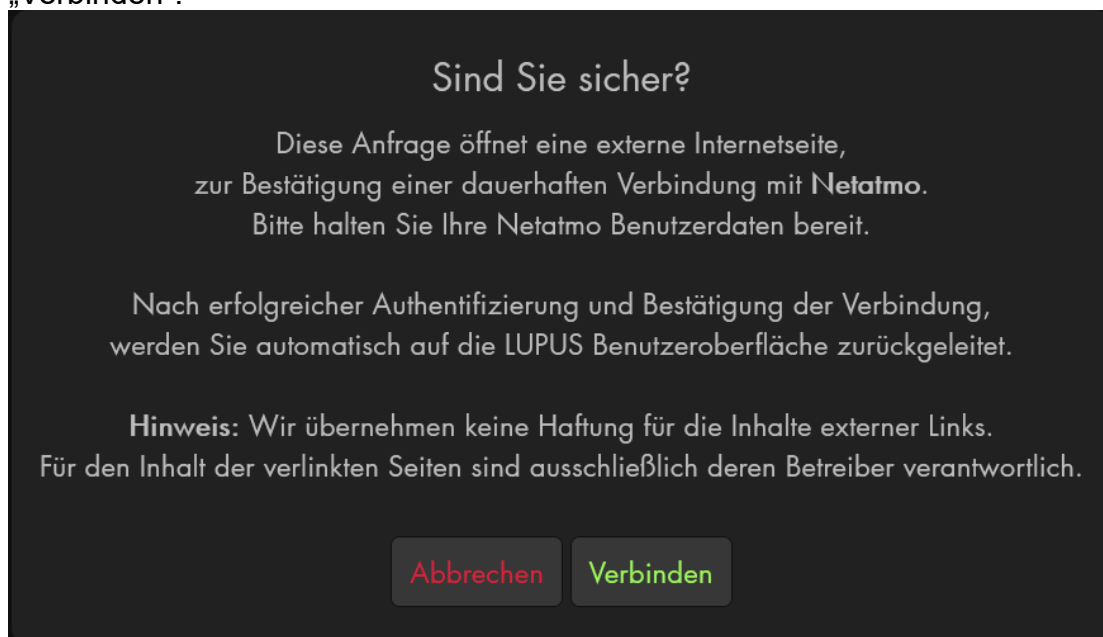 „Verbinden“.
Sind Sie sicher?
Diese Anfrage öffnet eine externe Internetseite,
zur Bestätigung einer dauerhaften Verbindung mit Netatmo.
Bitte halten Sie Ihre Netatmo Benutzerdaten bereit.
Nach erfolgreicher Authentifizierung und Bestätigung der Verbindung,
werden Sie automatisch auf die LUPUS Benutzeroberfläche zurückgeleitet.
Hinweis: Wir übernehmen keine Haftung für die Inhalte externer Links.
Für den Inhalt der verlinkten Seiten sind ausschließlich deren Betreiber verantwortlich.
Abbrechen Verbinden